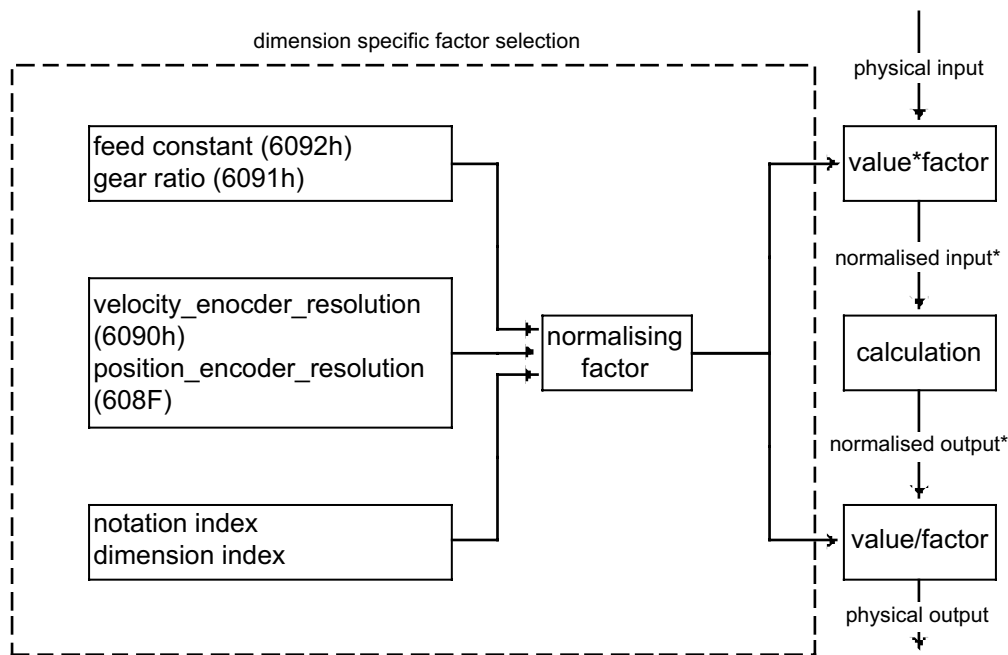 dimension specific factor selection
physical input
feed constant (6092h)
gear ratio (6091h)
value*factor
normalised input*
velocity_enocder_resolution
(6090h)
position_encoder_resolution
(608F)
normalising
factor
calculation
normalised output*
notation index
dimension index
value/factor
physical output